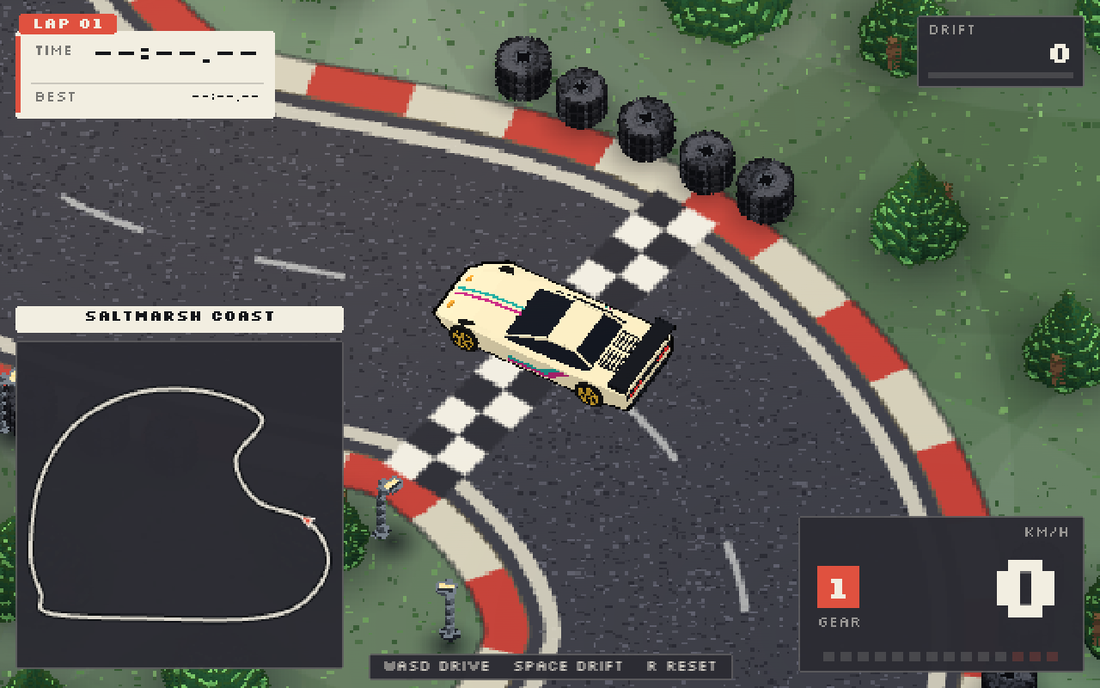 LAP 01
TIME --:--.--
BEST --:--.--
DRIFT
0
SALTMARSH COAST
KM/H
1
0
GEAR
WASD DRIVE SPACE DRIFT R RESET